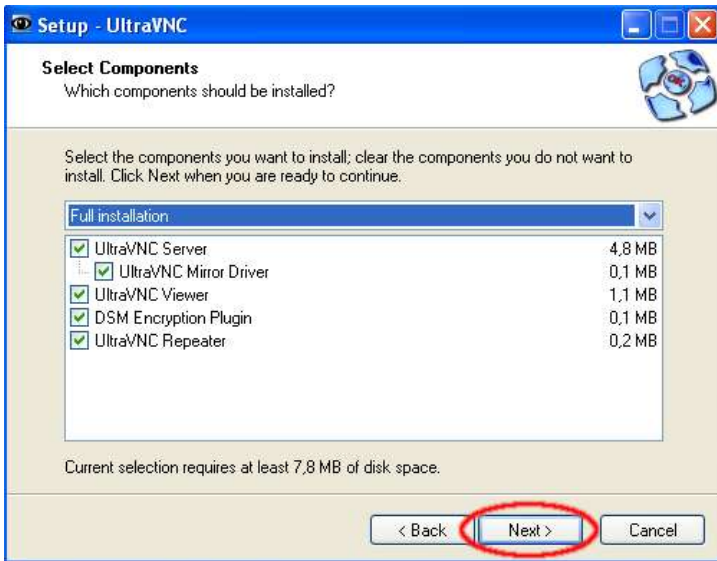 Setup - UltraVNC
Select Components
Which components should be installed?
Select the components you want to install; clear the components you do not want to
install. Click Next when you are ready to continue.
Full installation
UltraVNC Server 4,8 MB
UltraVNC Mirror Driver 0,1 MB
UltraVNC Viewer 1,1 MB
DSM Encryption Plugin 0,1 MB
UltraVNC Repeater 0,2 MB
Current selection requires at least 7,8 MB of disk space.
< Back Next > Cancel